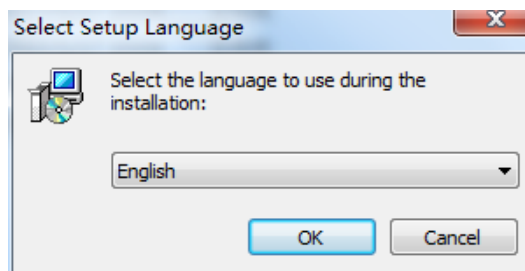 Select Setup Language
Select the language to use during the
installation:
English
OK
Cancel